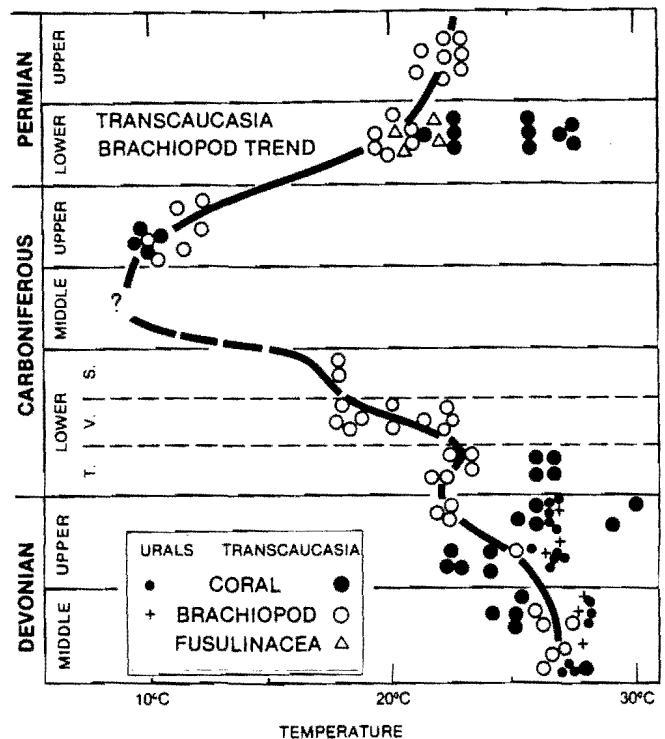 PERMIAN
UPPER
LOWER
TRANSCAUCASIA
BRACHIOPOD TREND
CARBONIFEROUS
UPPER
MIDDLE
?
LOWER
S.
V.
T.
DEVONIAN
UPPER
MIDDLE
URALS TRANSCAUCASIA
CORAL
+ BRACHIOPOD
FUSULINACEA
10°C 20°C 30°C
TEMPERATURE